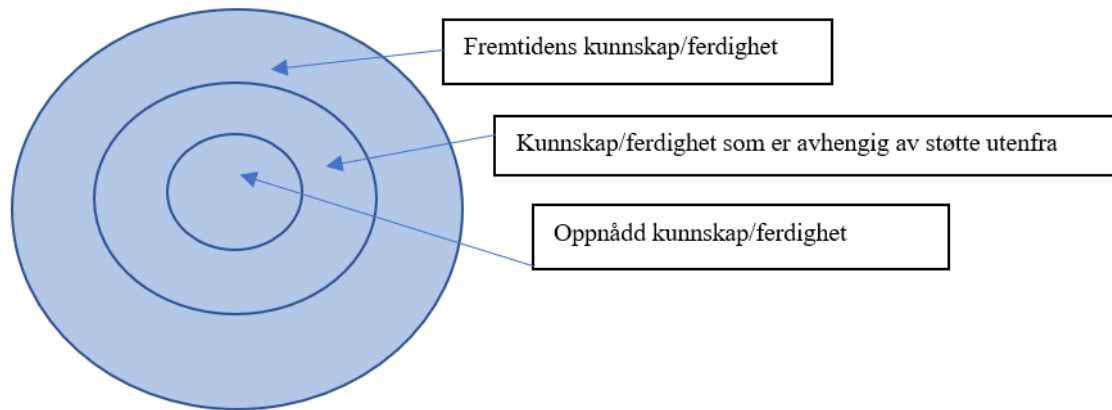 Fremtidens kunnskap/ferdighet
Kunnskap/ferdighet som er avhengig av støtte utenfra
Oppnådd kunnskap/ferdighet